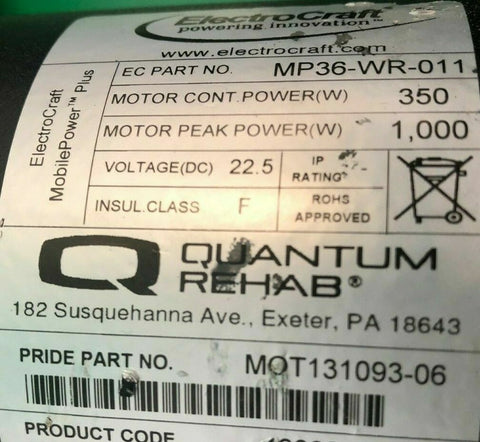 ElectroCraft
powering innovation™
www.electrocraft.com
ElectroCraft
MobilePower™ Plus
EC PART NO. MP36-WR-011
MOTOR CONT.POWER(W) 350
MOTOR PEAK POWER(W) 1,000
VOLTAGE(DC) 22.5 IP RATING
INSUL.CLASS F ROHS APPROVED
QUANTUM
REHAB®
182 Susquehanna Ave., Exeter, PA 18643
PRIDE PART NO. MOT131093-06
PRODUCT CODE